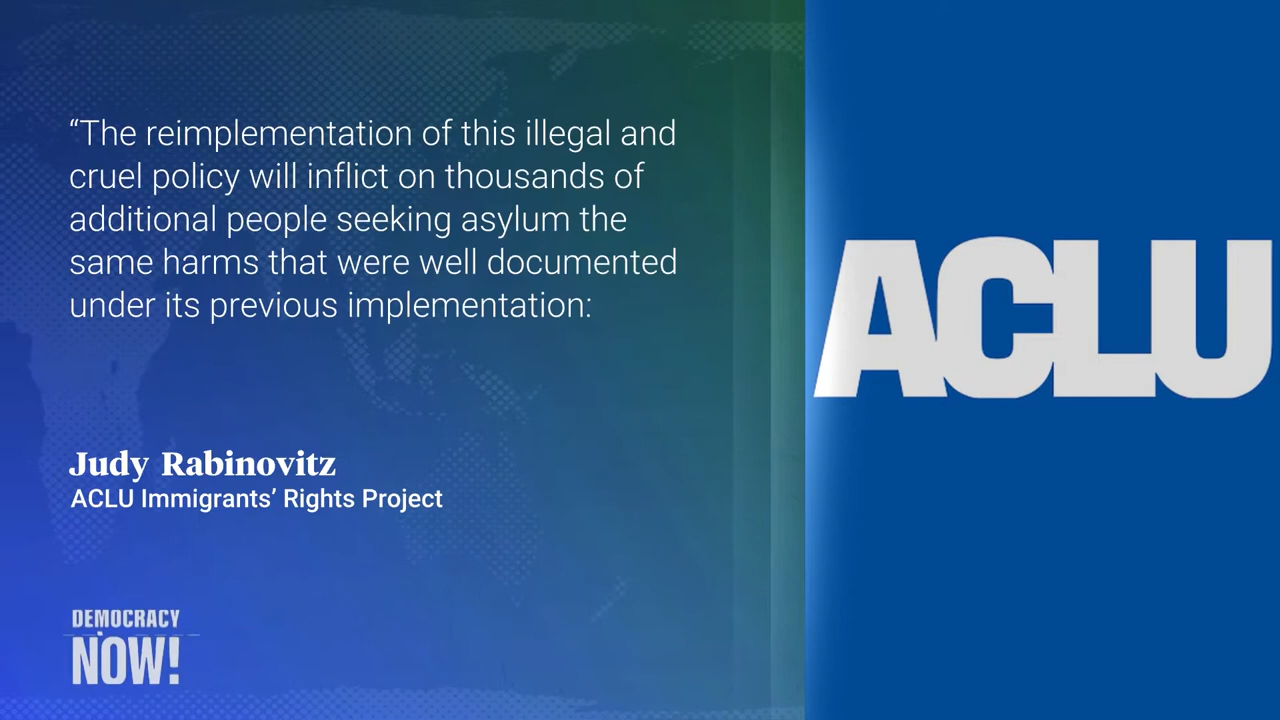 “The reimplementation of this illegal and
cruel policy will inflict on thousands of
additional people seeking asylum the
same harms that were well documented
under its previous implementation:
Judy Rabinovitz
ACLU Immigrants’ Rights Project
DEMOCRACY
NOW!
ACLU